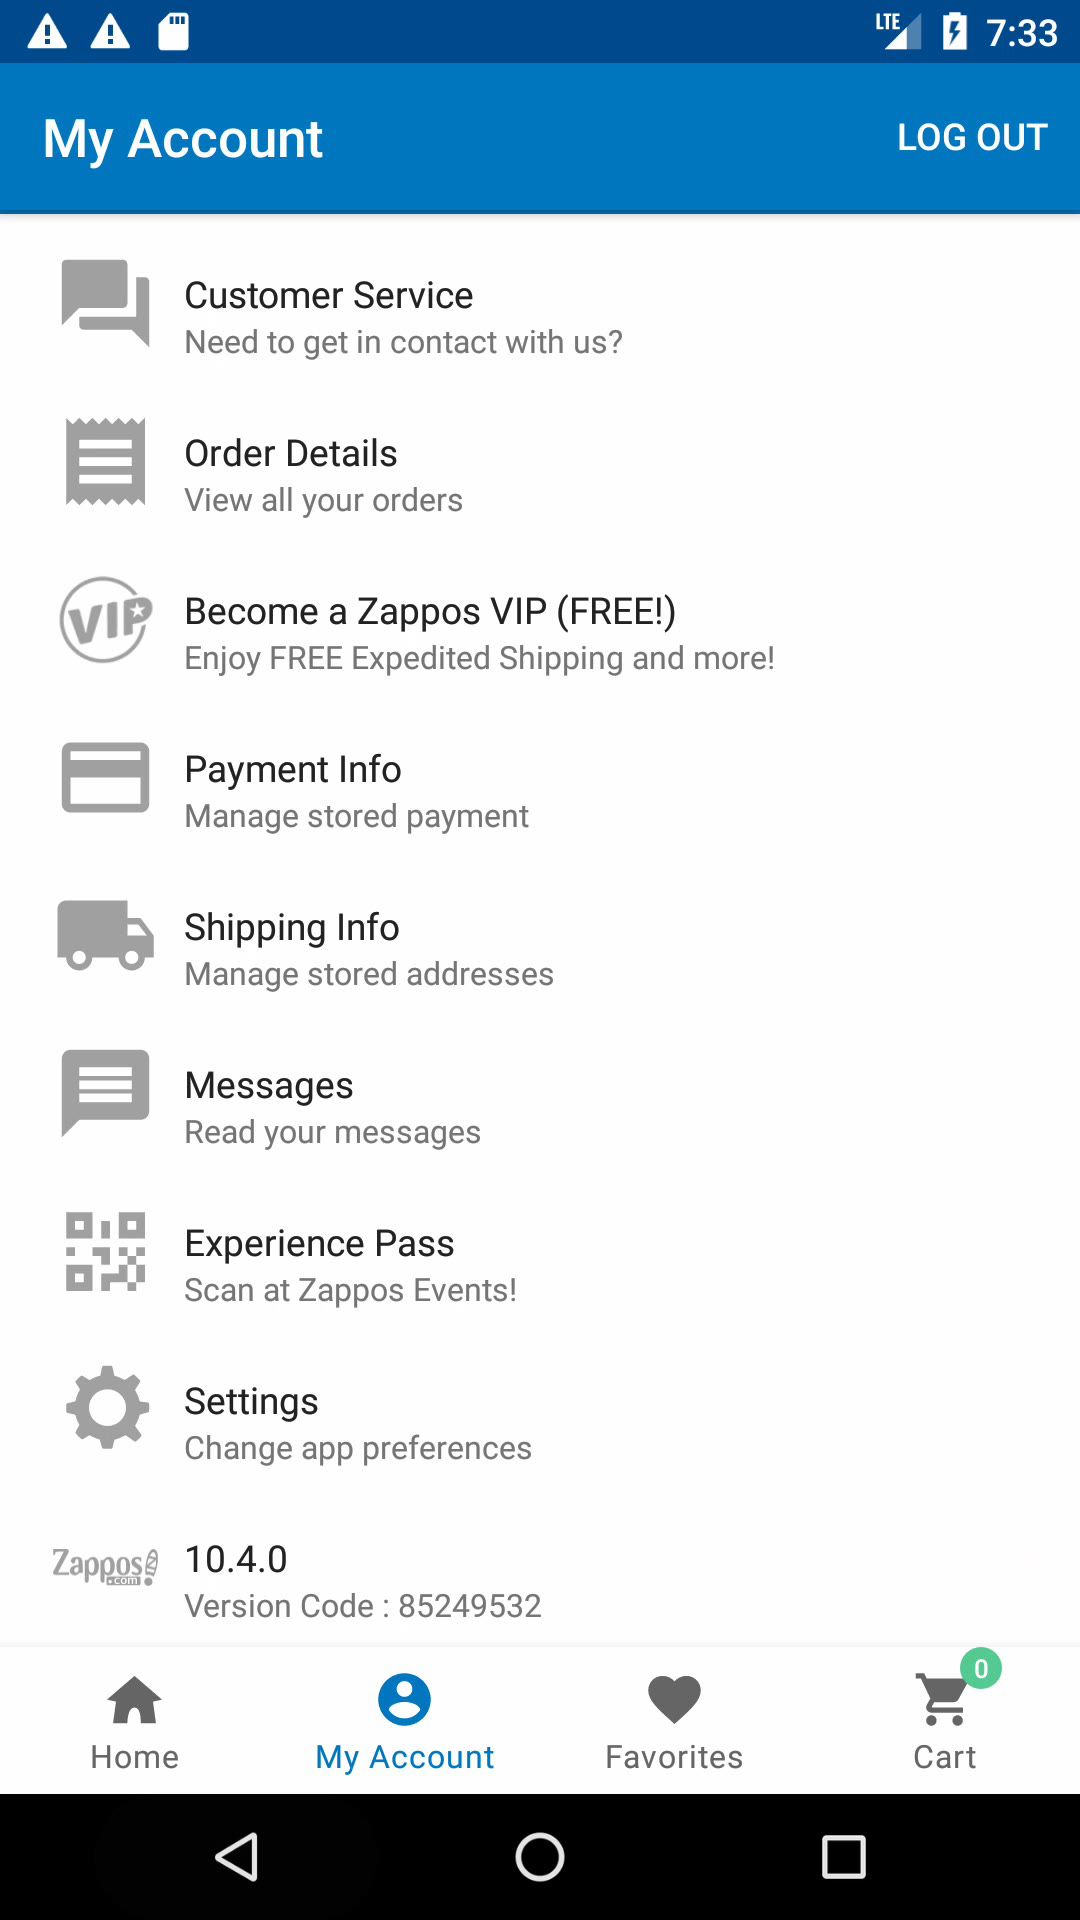 LTE 7:33
My Account LOG OUT
Customer Service
Need to get in contact with us?
Order Details
View all your orders
VIP
Become a Zappos VIP (FREE!)
Enjoy FREE Expedited Shipping and more!
Payment Info
Manage stored payment
Shipping Info
Manage stored addresses
Messages
Read your messages
Experience Pass
Scan at Zappos Events!
Settings
Change app preferences
Zappos
.com
10.4.0
Version Code : 85249532
0
Home My Account Favorites Cart